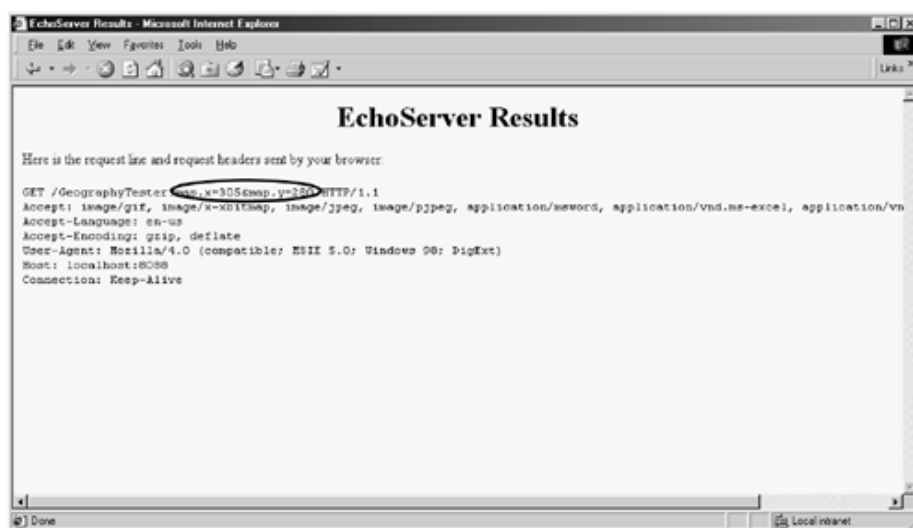 EchoServer Results - Microsoft Internet Explorer
File Edit View Favorites Tools Help
Links »
EchoServer Results
Here is the request line and request headers sent by your browser:
GET /GeographyTester?map.x=305&map.y=280 HTTP/1.1
Accept: image/gif, image/x-xbitmap, image/jpeg, image/pjpeg, application/msword, application/vnd.ms-excel, application/vn
Accept-Language: en-us
Accept-Encoding: gzip, deflate
User-Agent: Mozilla/4.0 (compatible; MSIE 5.0; Windows 98; DigExt)
Host: localhost:8088
Connection: Keep-Alive
Done
Local intranet